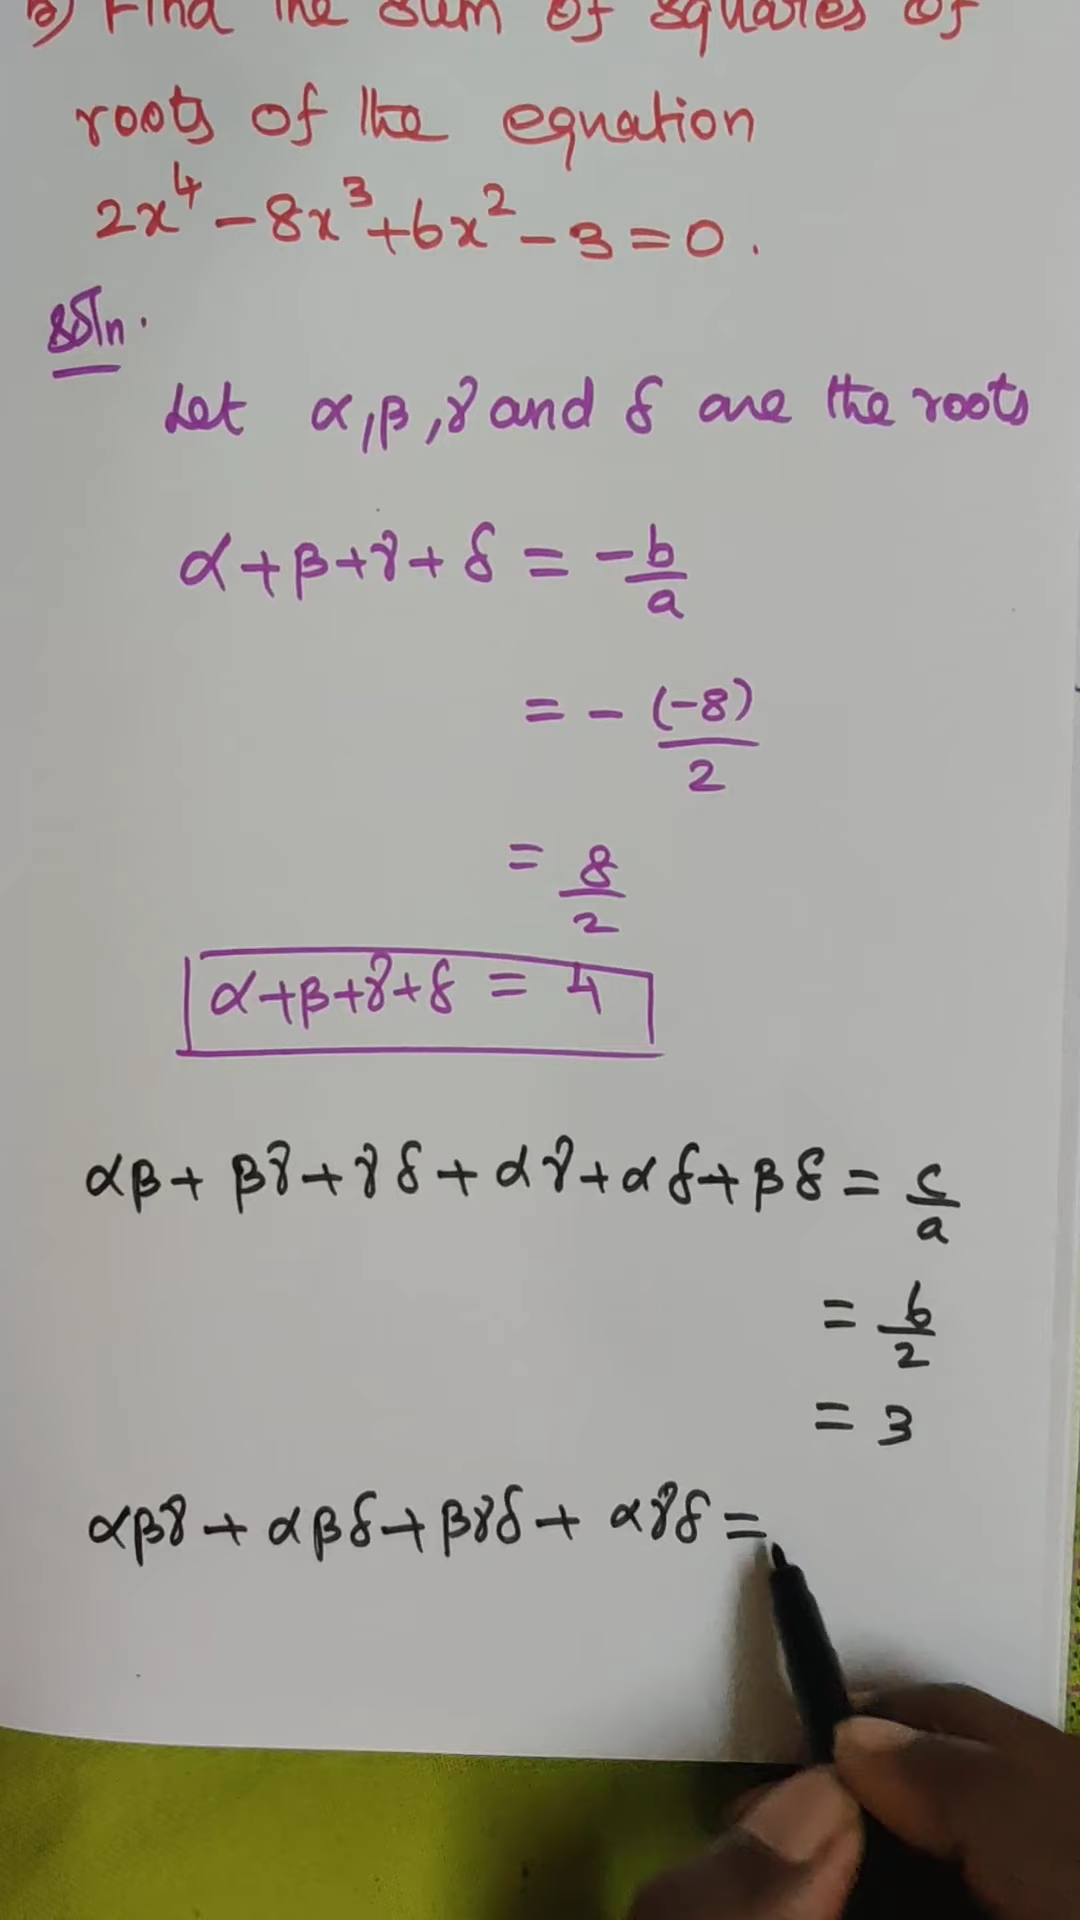 3) Find the sum of squares of
roots of the equation
2x⁴ - 8x³ + 6x² - 3 = 0 .
Soln.
Let α, β, γ and δ are the roots
α + β + γ + δ = -b/a
= - (-8)/2
= 8/2
α + β + γ + δ = 4
αβ + βγ + γδ + αγ + αδ + βδ = c/a
= 6/2
= 3
αβγ + αβδ + βγδ + αγδ =